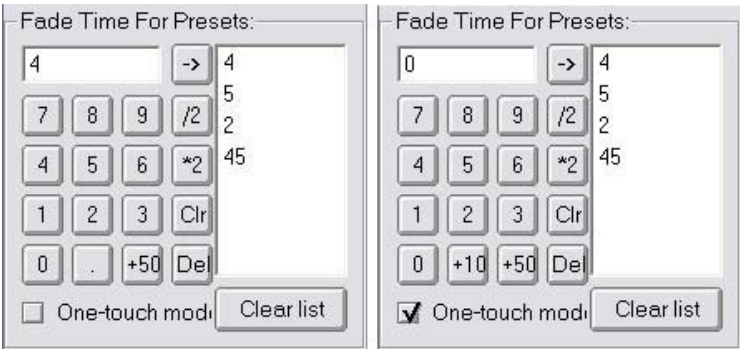 Fade Time For Presets:
4 -> 4
5
7 8 9 /2 2
4 5 6 *2 45
1 2 3 Clr
0 . +50 Del
One-touch mod Clear list
Fade Time For Presets:
0 -> 4
5
7 8 9 /2 2
4 5 6 *2 45
1 2 3 Clr
0 +10 +50 Del
One-touch mod Clear list